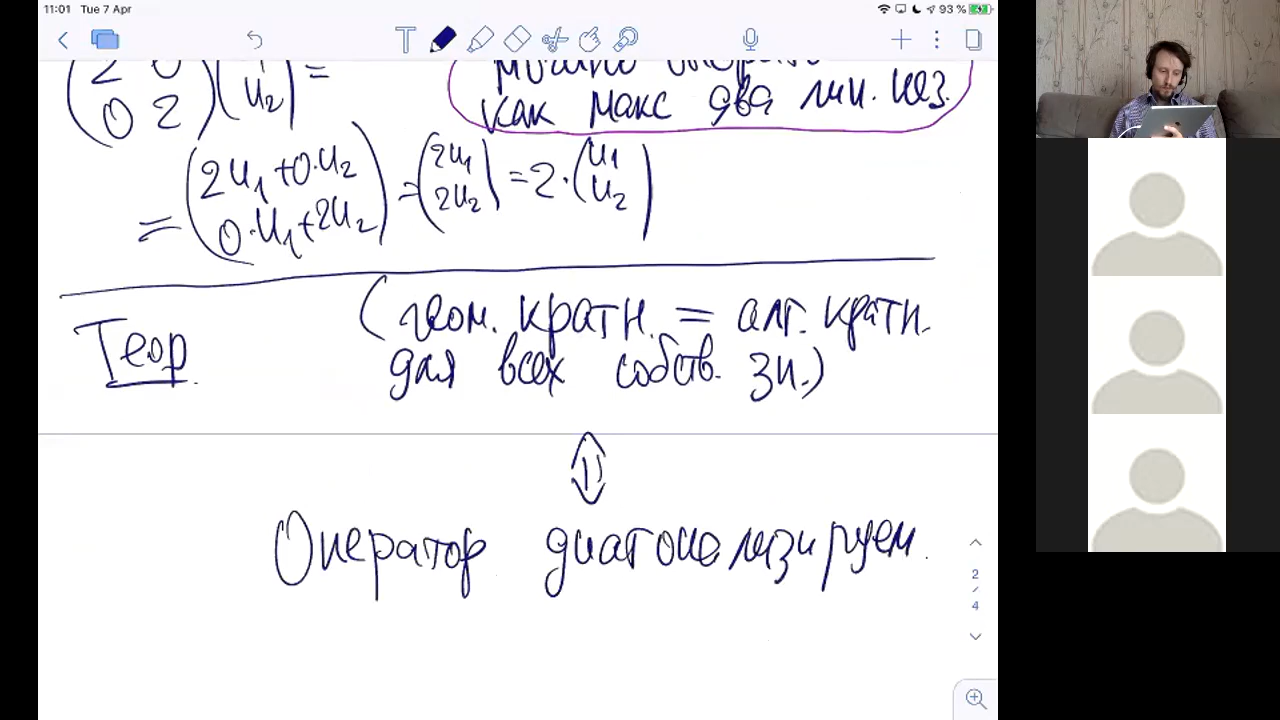 11:01 Tue 7 Apr
93 %
T
(2 0
0 2)(
u₂) =
как макс два лин. нез.
= (2u₁+0·u₂
0·u₁+2u₂) = (2u₁
2u₂) = 2·(u₁
u₂)
Теор.
(геом. кратн. = алг. кратн.
для всех собств. зн.)
⇕
Оператор диагонализируем.
2
4